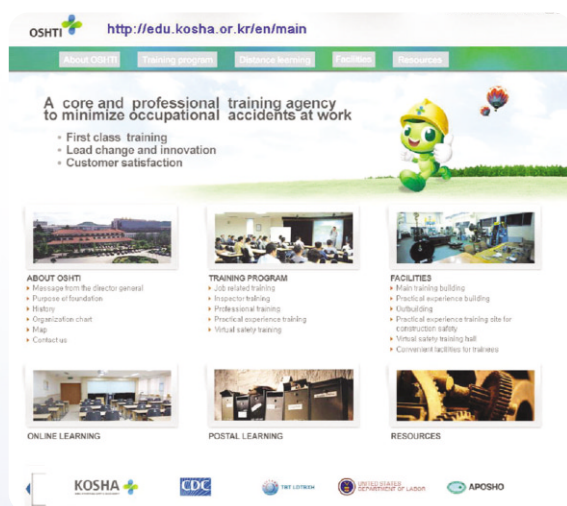 OSHTI
http://edu.kosha.or.kr/en/main
About OSHTI Training program Distance learning Facilities Resources
A core and professional training agency
to minimize occupational accidents at work
• First class training
• Lead change and innovation
• Customer satisfaction
ABOUT OSHTI
Message from the director general
Purpose of foundation
History
Organization chart
Map
Contact us
TRAINING PROGRAM
Job related training
Inspector training
Professional training
Practical experience training
Virtual safety training
FACILITIES
Main training building
Practical experience building
Outbuilding
Practical experience training site for
construction safety
Virtual safety training hall
Convenient facilities for trainees
ONLINE LEARNING
POSTAL LEARNING
RESOURCES
KOSHA
CDC
UNITED STATES
DEPARTMENT OF LABOR
APOSHO